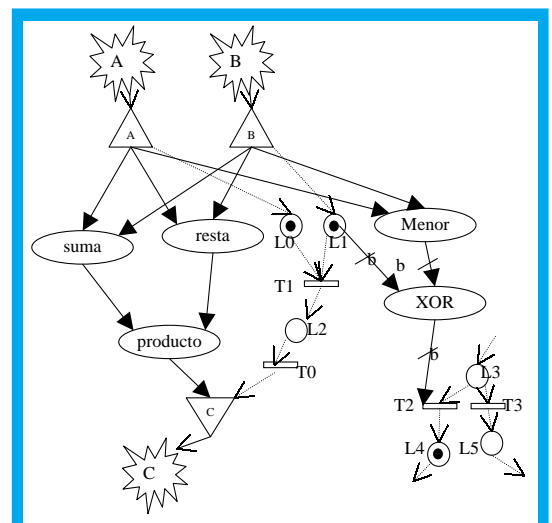 A B
A B
suma resta L0 L1 Menor
b b
T1 XOR
L2
producto
T0 b L3
C T2 T3
L4 L5
C